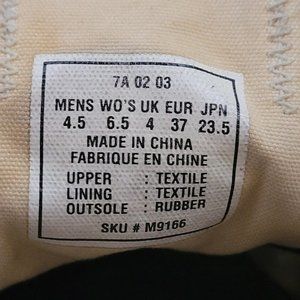 7A 02 03
MENS WO'S UK EUR JPN
4.5 6.5 4 37 23.5
MADE IN CHINA
FABRIQUE EN CHINE
UPPER : TEXTILE
LINING : TEXTILE
OUTSOLE : RUBBER
SKU # M9166